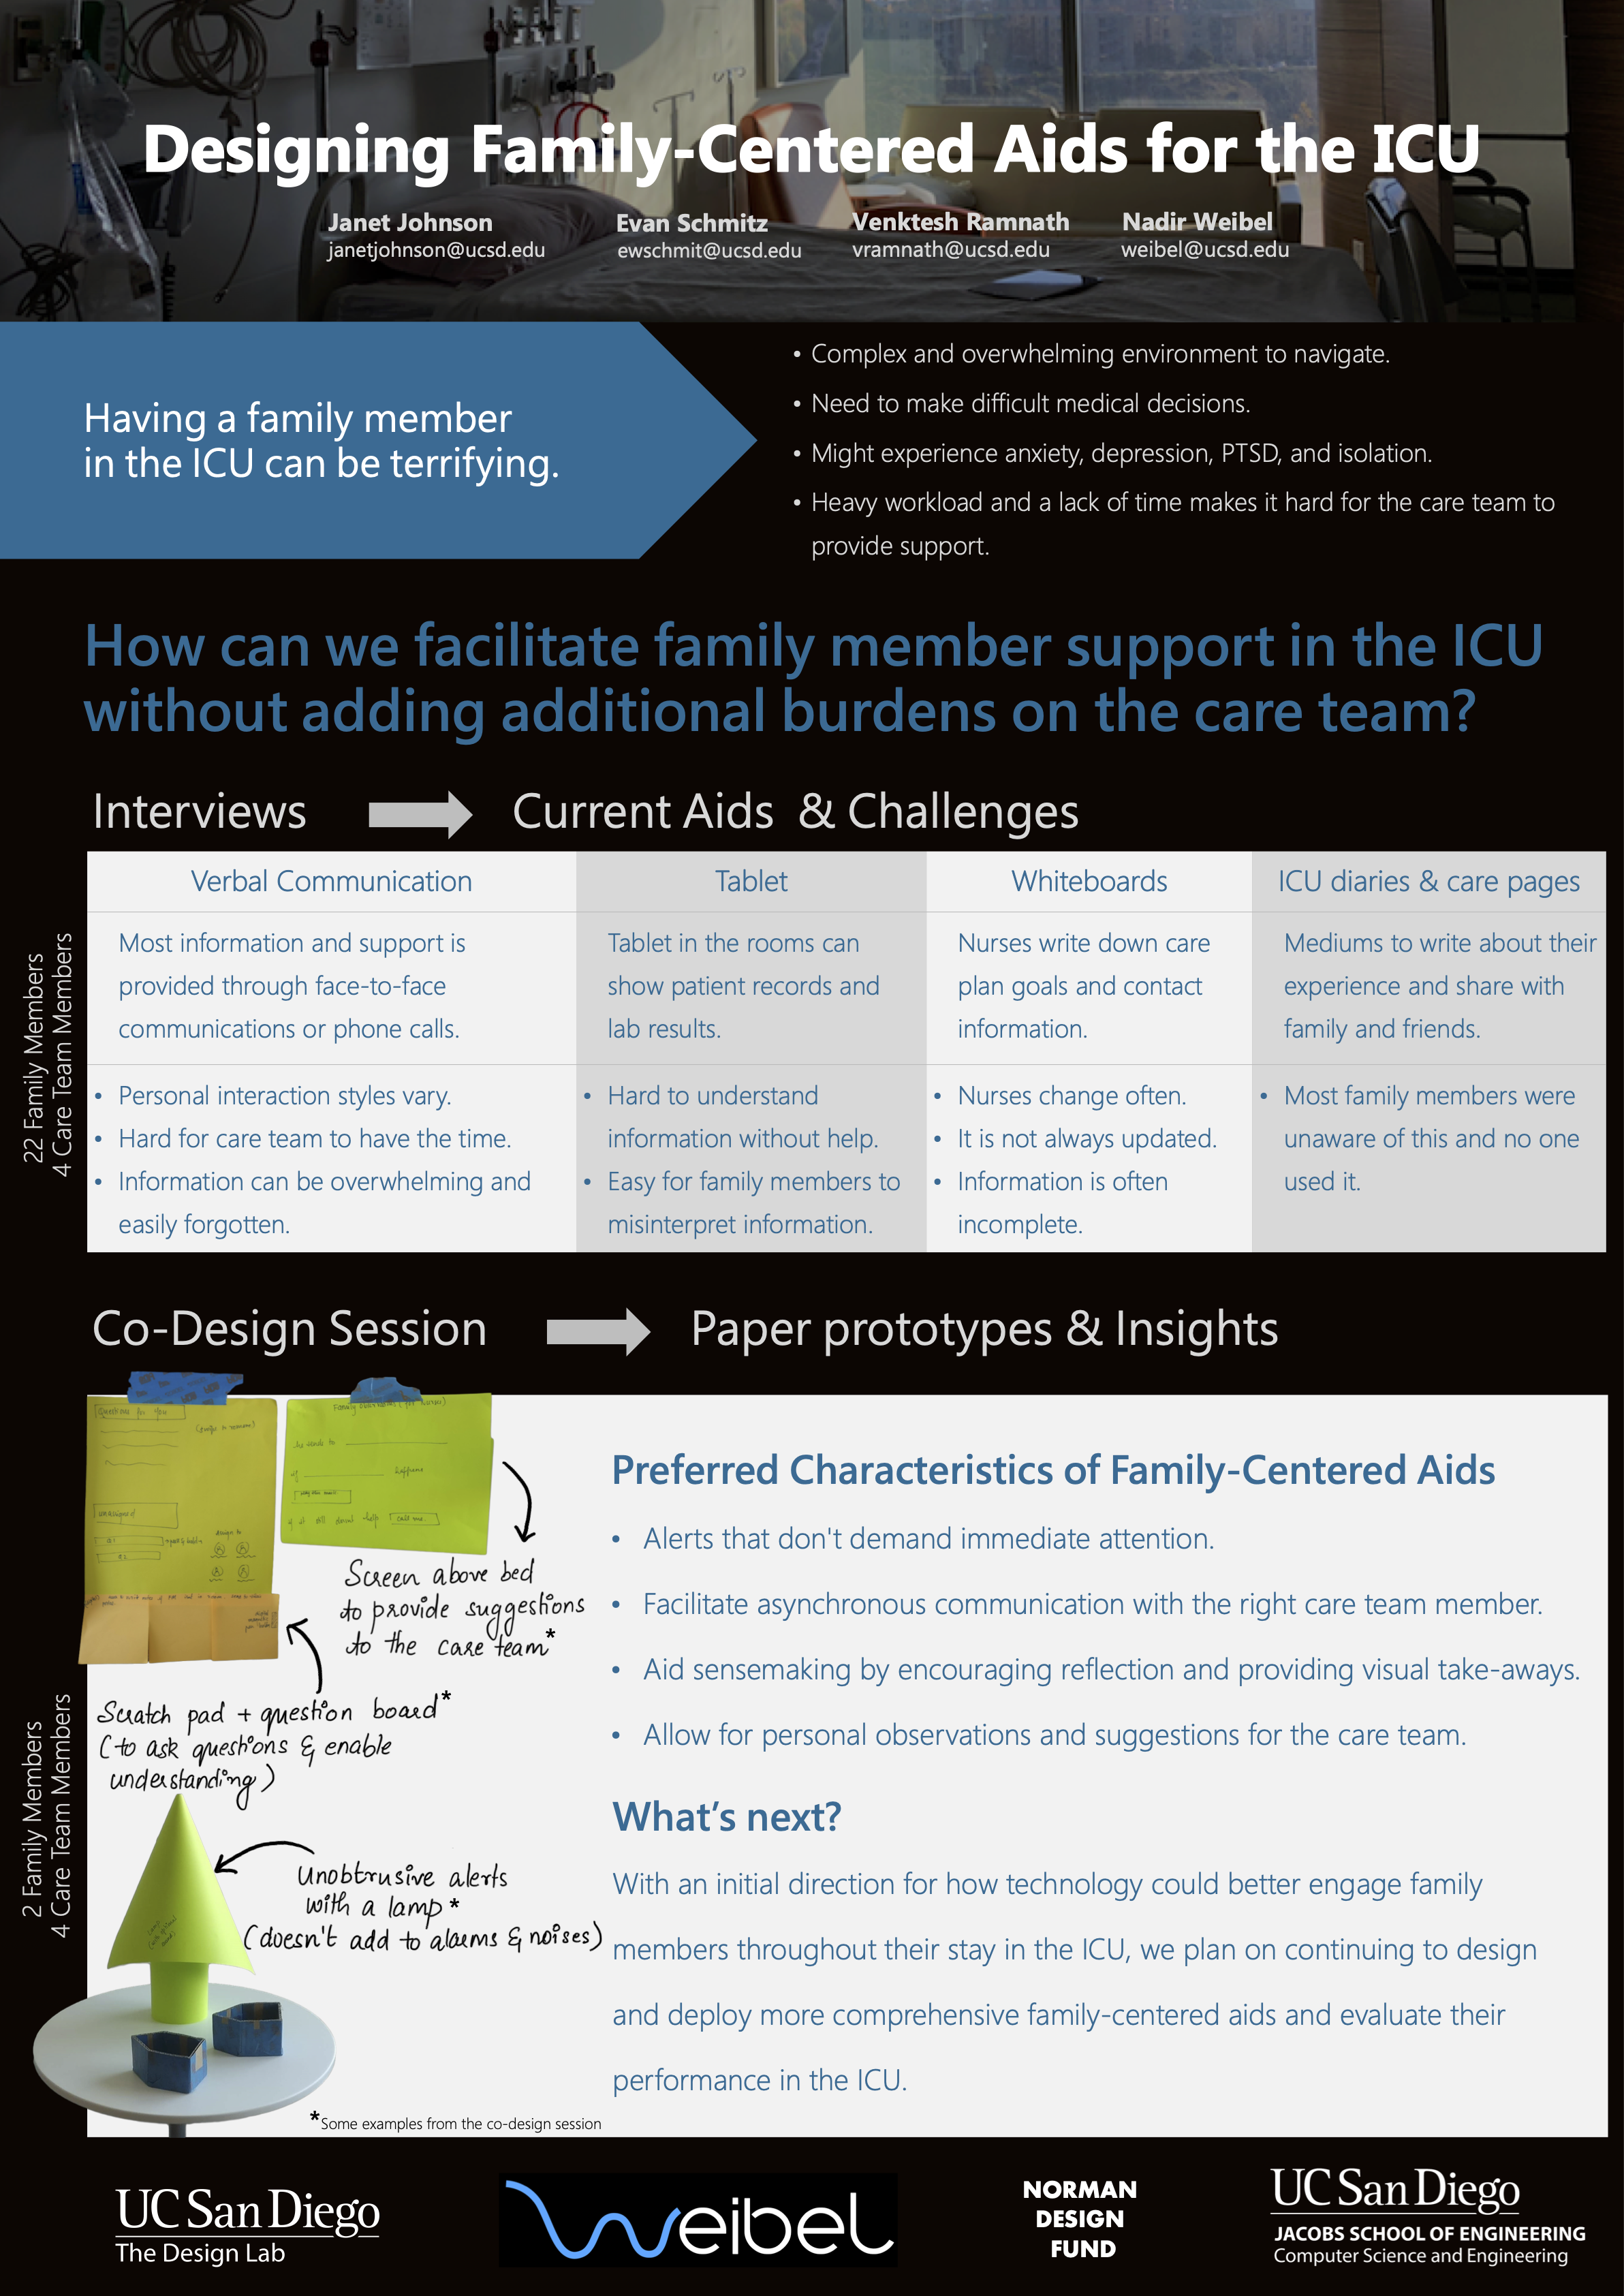 Designing Family-Centered Aids for the ICU
Janet Johnson
janetjohnson@ucsd.edu
Evan Schmitz
ewschmit@ucsd.edu
Venktesh Ramnath
vramnath@ucsd.edu
Nadir Weibel
weibel@ucsd.edu
Having a family member
in the ICU can be terrifying.
• Complex and overwhelming environment to navigate.
• Need to make difficult medical decisions.
• Might experience anxiety, depression, PTSD, and isolation.
• Heavy workload and a lack of time makes it hard for the care team to
provide support.
How can we facilitate family member support in the ICU
without adding additional burdens on the care team?
Interviews
Current Aids & Challenges
22 Family Members
4 Care Team Members
Verbal Communication
Most information and support is
provided through face-to-face
communications or phone calls.
• Personal interaction styles vary.
• Hard for care team to have the time.
• Information can be overwhelming and
easily forgotten.
Tablet
Tablet in the rooms can
show patient records and
lab results.
• Hard to understand
information without help.
• Easy for family members to
misinterpret information.
Whiteboards
Nurses write down care
plan goals and contact
information.
• Nurses change often.
• It is not always updated.
• Information is often
incomplete.
ICU diaries & care pages
Mediums to write about their
experience and share with
family and friends.
• Most family members were
unaware of this and no one
used it.
Co-Design Session
Paper prototypes & Insights
2 Family Members
4 Care Team Members
Question for you
unassigned
assign to
he tends to
if happens
if it still doesnt help call me
Screen above bed
to provide suggestions
to the care team*
Scratch pad + question board*
(to ask questions & enable
understanding)
Unobtrusive alerts
with a lamp*
(doesn't add to alarms & noises)
*Some examples from the co-design session
Preferred Characteristics of Family-Centered Aids
• Alerts that don't demand immediate attention.
• Facilitate asynchronous communication with the right care team member.
• Aid sensemaking by encouraging reflection and providing visual take-aways.
• Allow for personal observations and suggestions for the care team.
What's next?
With an initial direction for how technology could better engage family
members throughout their stay in the ICU, we plan on continuing to design
and deploy more comprehensive family-centered aids and evaluate their
performance in the ICU.
UC San Diego
The Design Lab
Weibel
NORMAN
DESIGN
FUND
UC San Diego
JACOBS SCHOOL OF ENGINEERING
Computer Science and Engineering